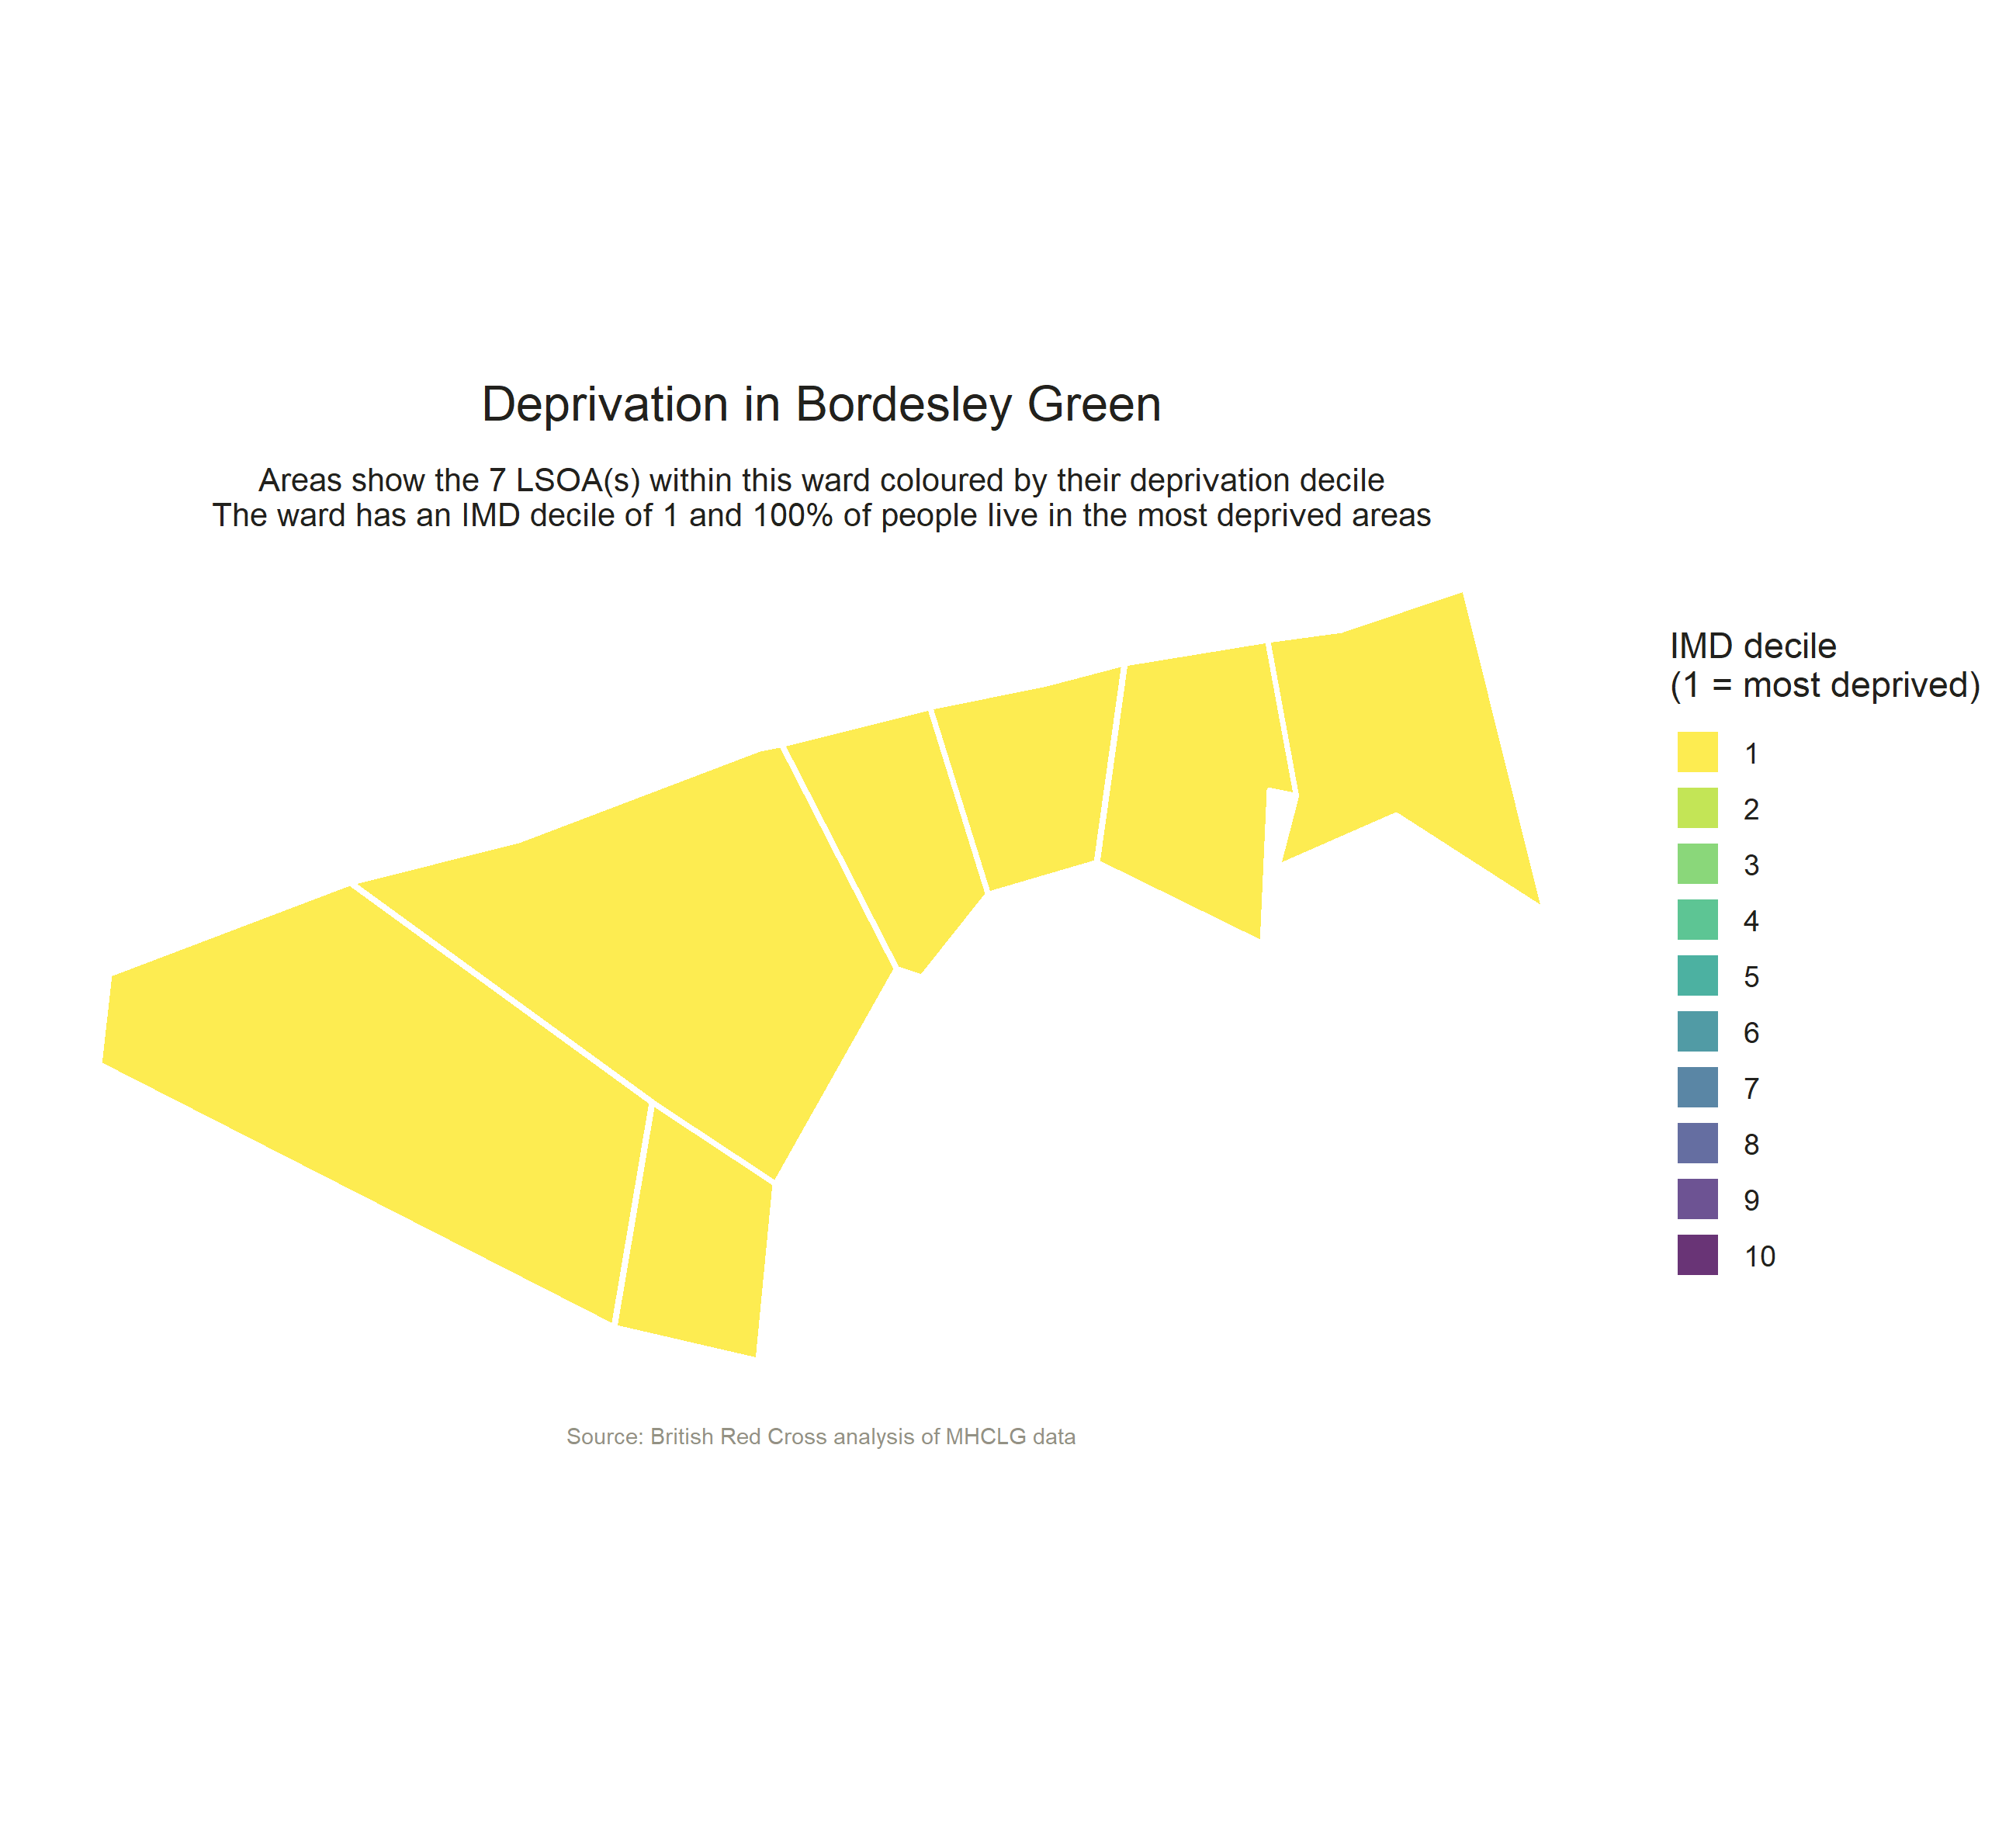 Deprivation in Bordesley Green
Areas show the 7 LSOA(s) within this ward coloured by their deprivation decile
The ward has an IMD decile of 1 and 100% of people live in the most deprived areas
IMD decile
(1 = most deprived)
1
2
3
4
5
6
7
8
9
10
Source: British Red Cross analysis of MHCLG data